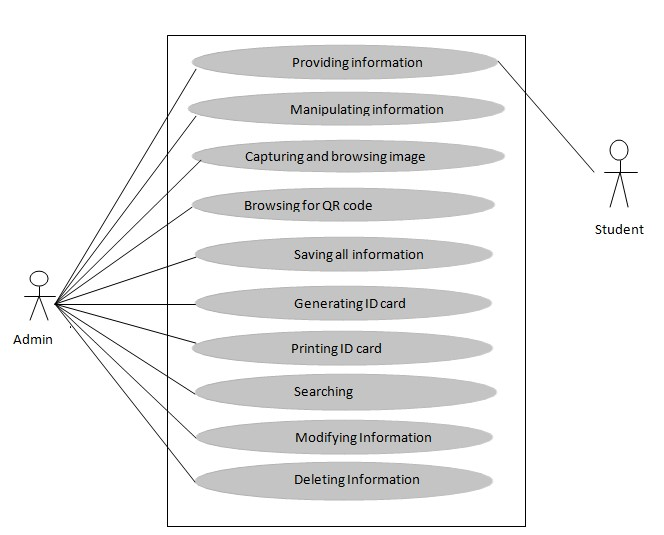 Providing information
Manipulating information
Capturing and browsing image
Browsing for QR code
Student
Saving all information
Generating ID card
Admin
Printing ID card
Searching
Modifying Information
Deleting Information